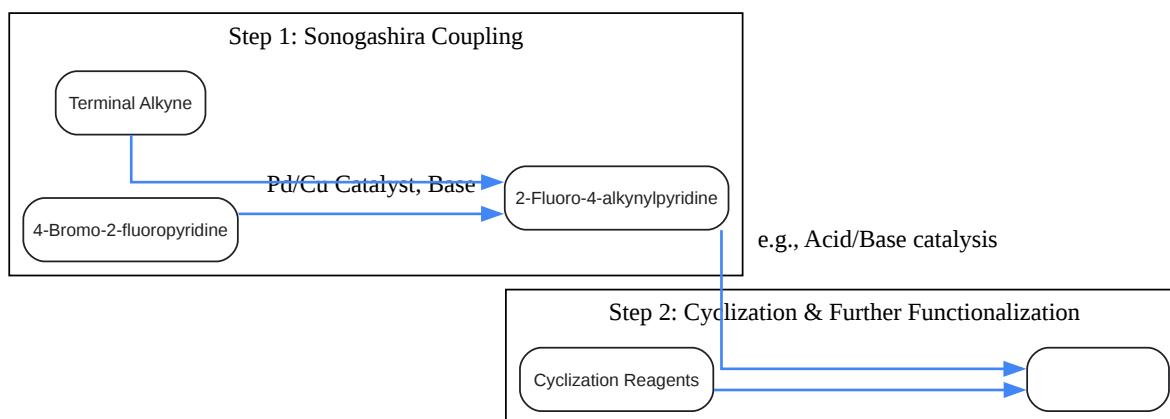 Step 1: Sonogashira Coupling
Terminal Alkyne
Pd/Cu Catalyst, Base
4-Bromo-2-fluoropyridine
2-Fluoro-4-alkynylpyridine
e.g., Acid/Base catalysis
Step 2: Cyclization & Further Functionalization
Cyclization Reagents